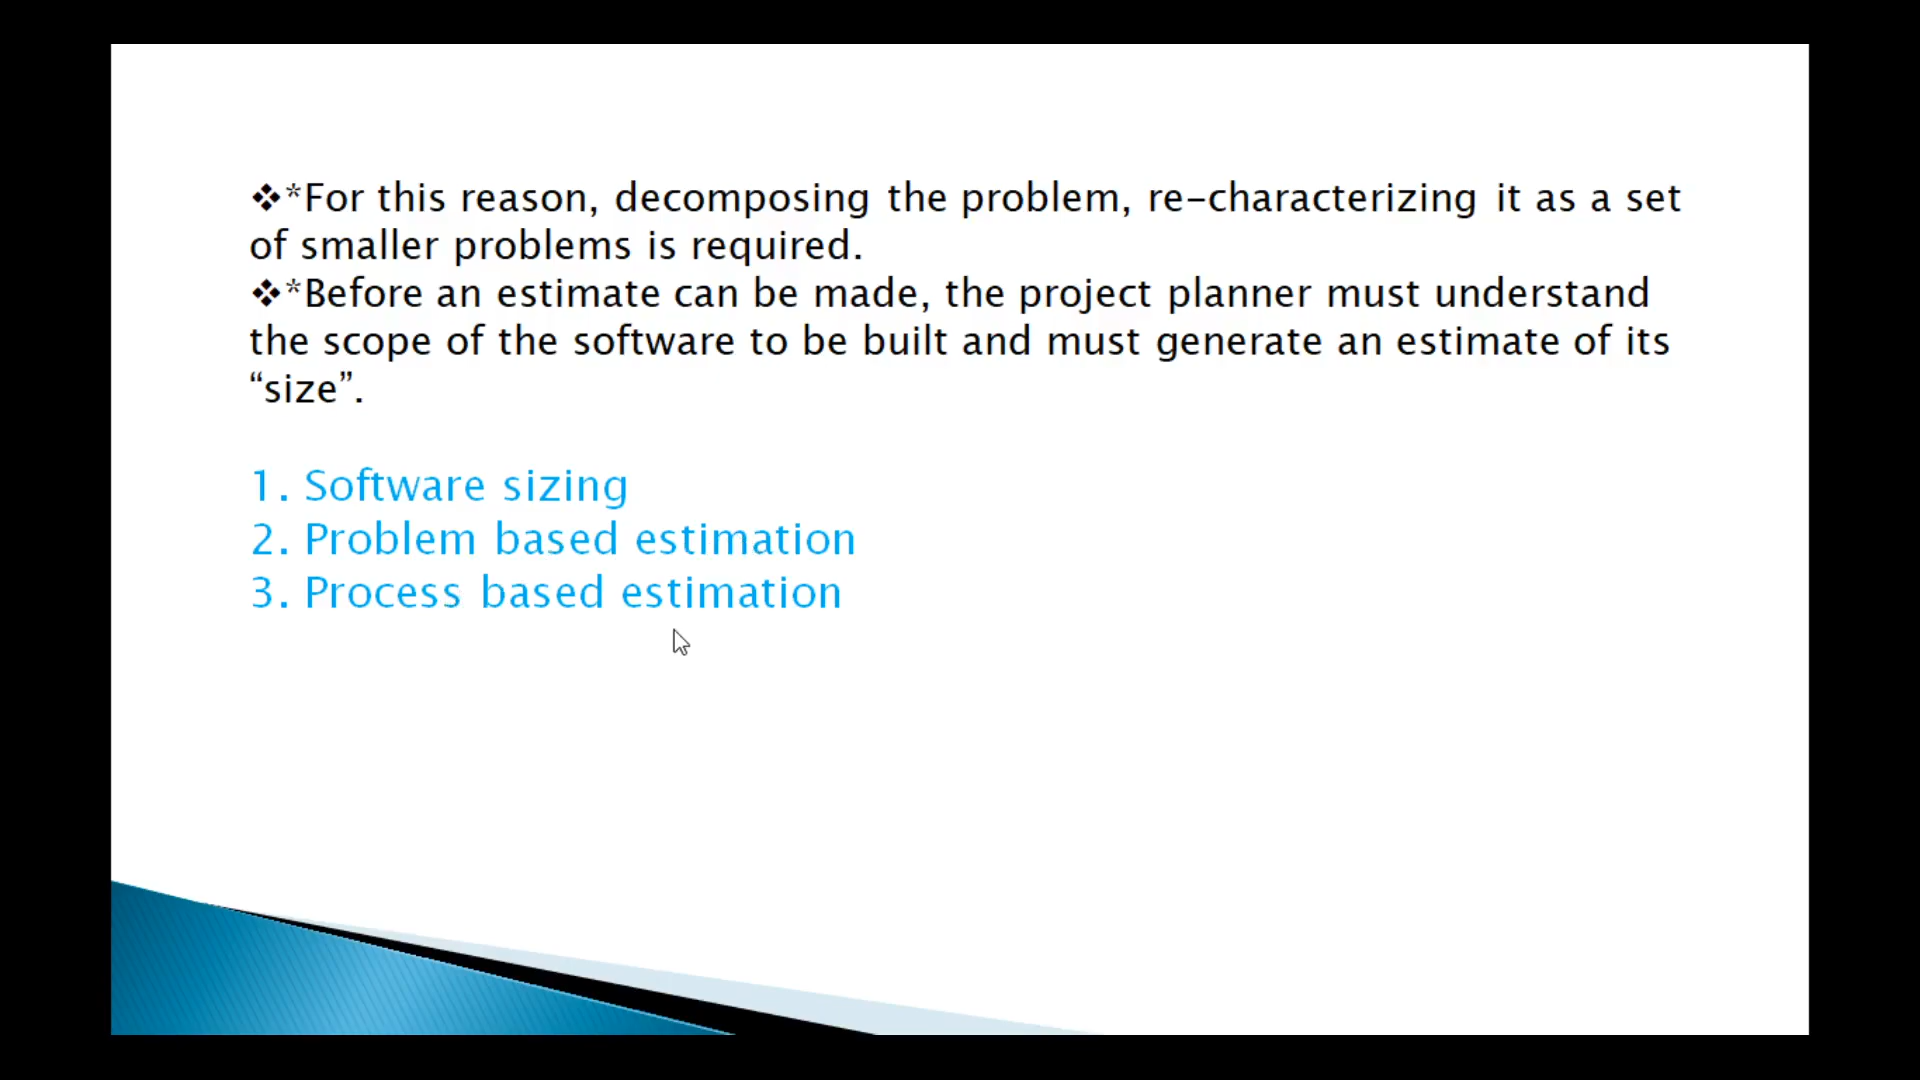 ❖*For this reason, decomposing the problem, re-characterizing it as a set
of smaller problems is required.
❖*Before an estimate can be made, the project planner must understand
the scope of the software to be built and must generate an estimate of its
“size”.
1. Software sizing
2. Problem based estimation
3. Process based estimation